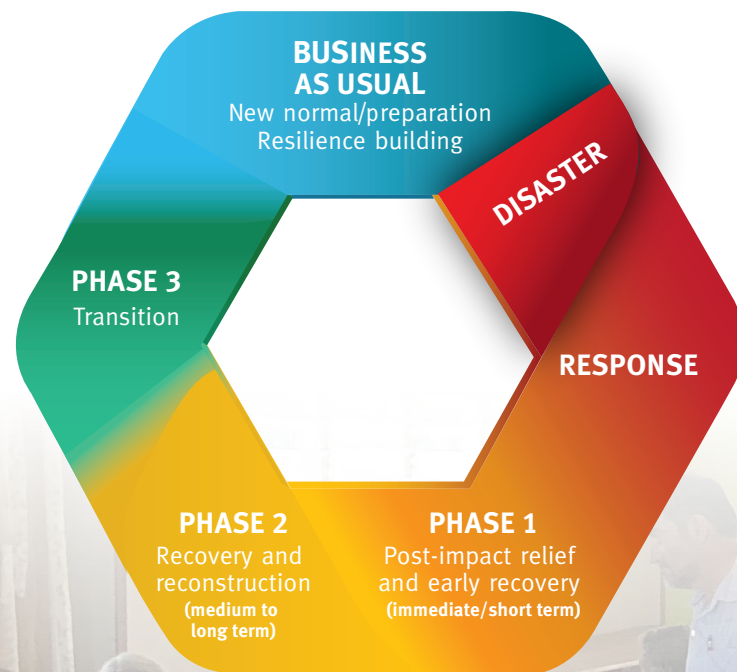 BUSINESS
AS USUAL
New normal/preparation
Resilience building
DISASTER
RESPONSE
PHASE 1
Post-impact relief
and early recovery
(immediate/short term)
PHASE 2
Recovery and
reconstruction
(medium to
long term)
PHASE 3
Transition